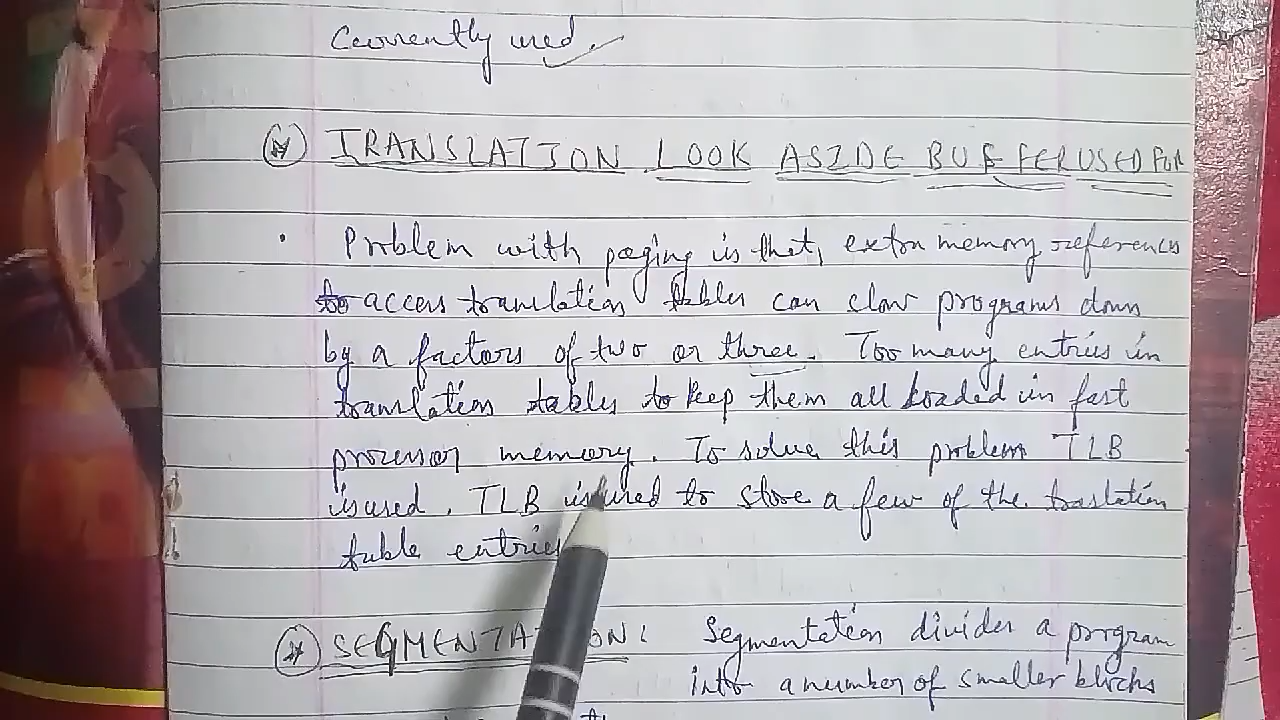 Currently used.
TRANSLATION LOOK ASIDE BUFFER USED FOR
Problem with paging is that, extra memory references
to access translation tables can slow programs down
by a factors of two or three. Too many entries in
translation tables to keep them all loaded in fast
processor memory. To solve this problem TLB
is used. TLB is used to store a few of the translation
table entries
SEGMENTATION: Segmentation divides a program
into a number of smaller blocks